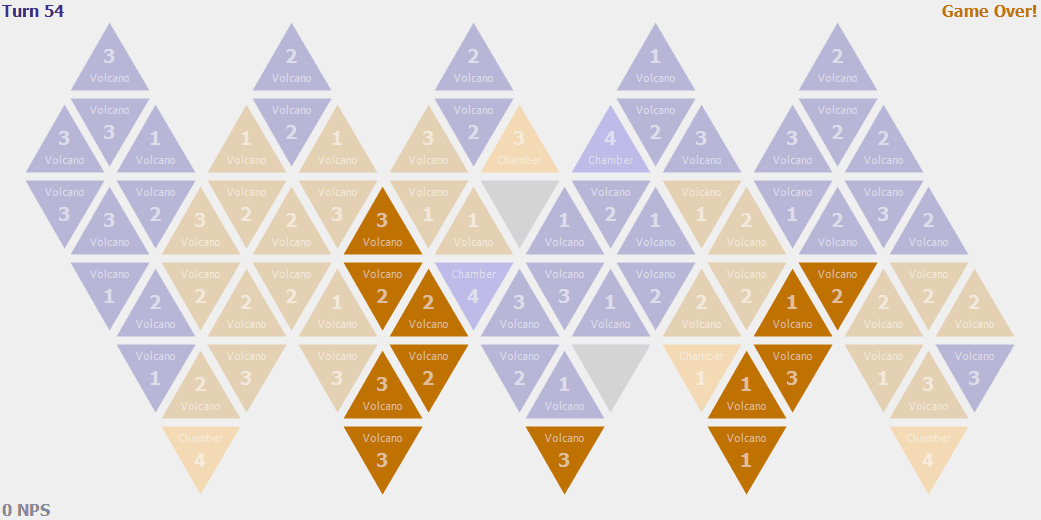 Turn 54 Game Over!
3 2 2 1 2
Volcano Volcano Volcano Volcano Volcano
Volcano Volcano Volcano Volcano Volcano
3 3 1 1 2 1 3 2 3 4 2 3 3 2 2
Volcano Volcano Volcano Volcano Volcano Chamber Chamber Volcano Volcano Volcano
Volcano Volcano Volcano Volcano Volcano Volcano Volcano Volcano Volcano
3 3 2 3 2 2 3 3 1 1 1 2 1 1 2 1 2 3 2
Volcano Volcano Volcano Volcano Volcano Volcano Volcano Volcano Volcano Volcano
Volcano Volcano Volcano Volcano Chamber Volcano Volcano Volcano Volcano Volcano
1 2 2 2 2 1 2 2 4 3 3 1 2 2 2 1 2 2 2 2
Volcano Volcano Volcano Volcano Volcano Volcano Volcano Volcano Volcano Volcano
Volcano Volcano Volcano Volcano Volcano Chamber Volcano Volcano Volcano
1 2 3 3 3 2 2 1 1 1 3 1 3 3
Volcano Volcano Volcano Volcano Volcano
Chamber Volcano Volcano Volcano Chamber
4 3 3 1 4
0 NPS